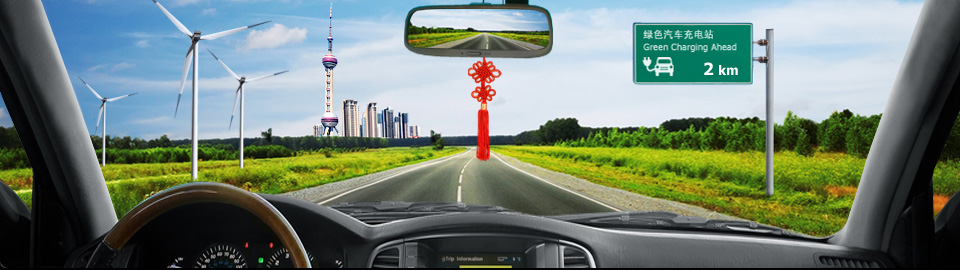 绿色汽车充电站
Green Charging Ahead
2 km
Trip Information